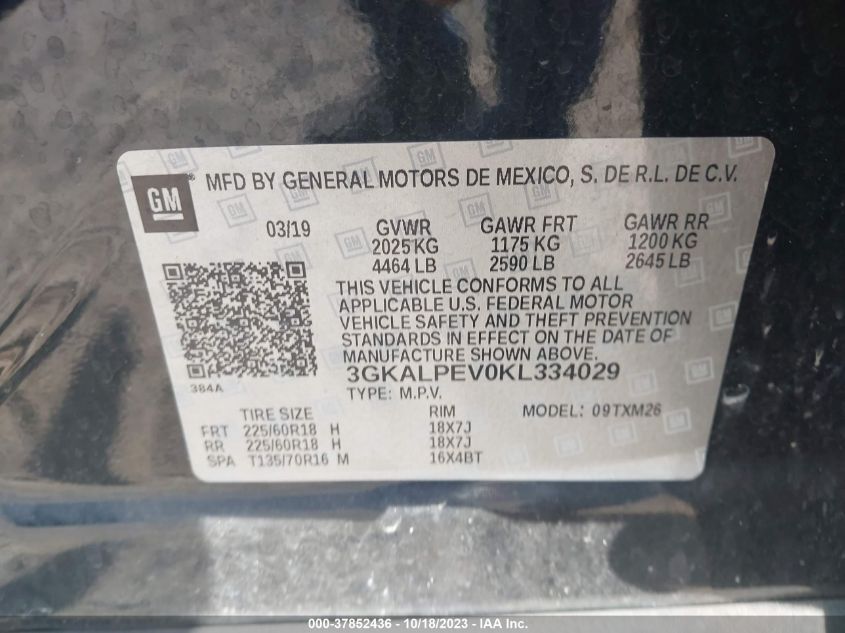 GM ® MFD BY GENERAL MOTORS DE MEXICO, S. DE R.L. DE C.V.
03/19 GVWR GAWR FRT GAWR RR
2025 KG 1175 KG 1200 KG
4464 LB 2590 LB 2645 LB
THIS VEHICLE CONFORMS TO ALL
APPLICABLE U.S. FEDERAL MOTOR
VEHICLE SAFETY AND THEFT PREVENTION
STANDARDS IN EFFECT ON THE DATE OF
MANUFACTURE SHOWN ABOVE.
3GKALPEV0KL334029
384A
TYPE: M.P.V.
TIRE SIZE RIM MODEL: 09TXM26
FRT 225/60R18 H 18X7J
RR 225/60R18 H 18X7J
SPA T135/70R16 M 16X4BT
000-37852436 - 10/18/2023 - IAA Inc.